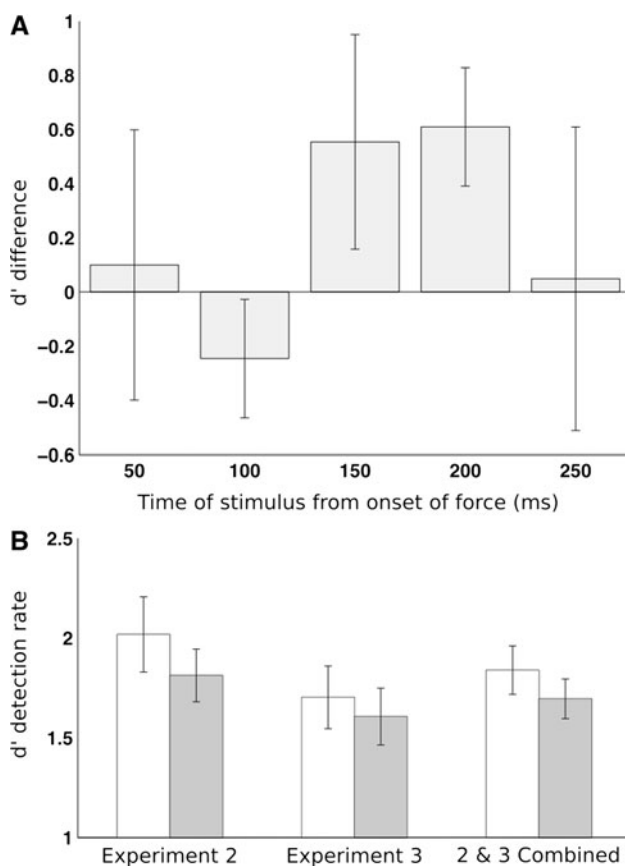 A
1
0.8
0.6
0.4
0.2
0
−0.2
−0.4
−0.6
d' difference
50 100 150 200 250
Time of stimulus from onset of force (ms)
B
2.5
2
1.5
1
d' detection rate
Experiment 2 Experiment 3 2 & 3 Combined